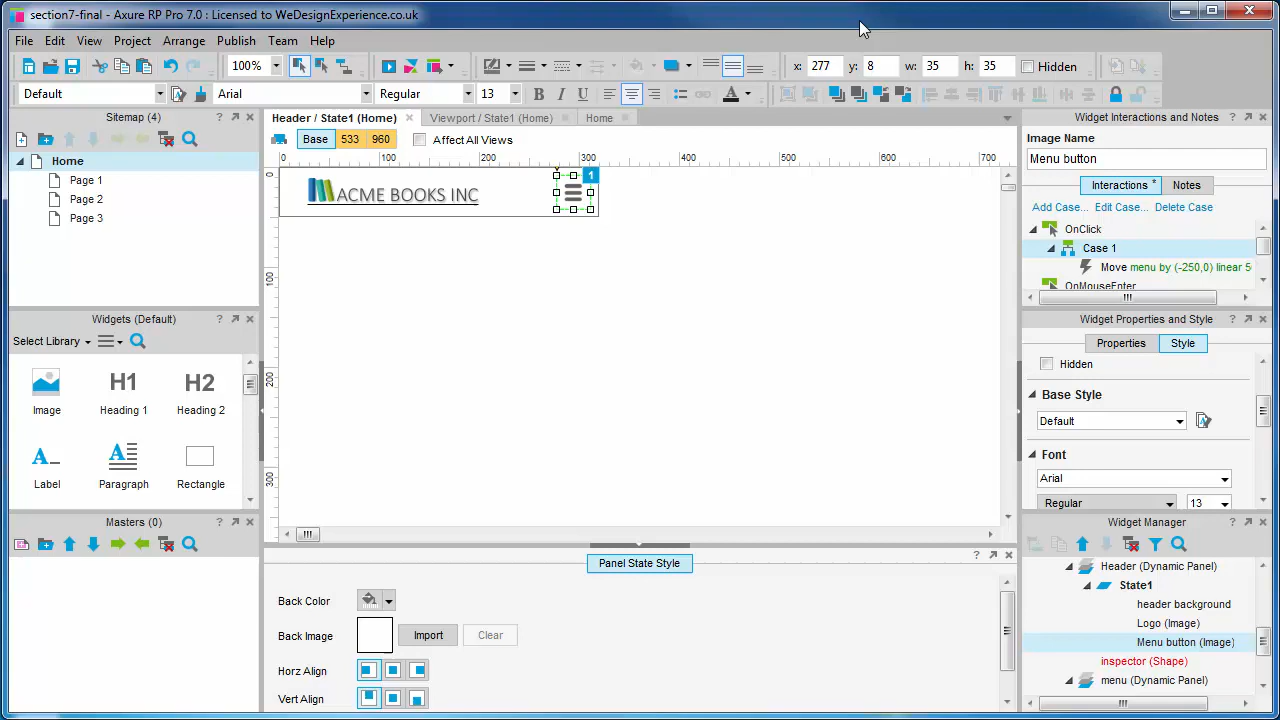 section7-final - Axure RP Pro 7.0 : Licensed to WeDesignExperience.co.uk
File Edit View Project Arrange Publish Team Help
100% x: 277 y: 8 w: 35 h: 35 Hidden
Default Arial Regular 13 B I U A
Sitemap (4)
Home
Page 1
Page 2
Page 3
Widgets (Default)
Select Library
Image
H1 Heading 1
H2 Heading 2
A Label
A Paragraph
Rectangle
Masters (0)
Header / State1 (Home) Viewport / State1 (Home) Home
Base 533 960 Affect All Views
0 100 200 300 400 500 600 700
0
100
200
300
ACME BOOKS INC
1
Panel State Style
Back Color
Back Image Import Clear
Horz Align
Vert Align
Widget Interactions and Notes
Image Name
Menu button
Interactions * Notes
Add Case... Edit Case... Delete Case
OnClick
Case 1
Move menu by (-250,0) linear 5
OnMouseEnter
Widget Properties and Style
Properties Style
Hidden
Base Style
Default
Font
Arial
Regular 13
Widget Manager
Header (Dynamic Panel)
State1
header background
Logo (Image)
Menu button (Image)
inspector (Shape)
menu (Dynamic Panel)